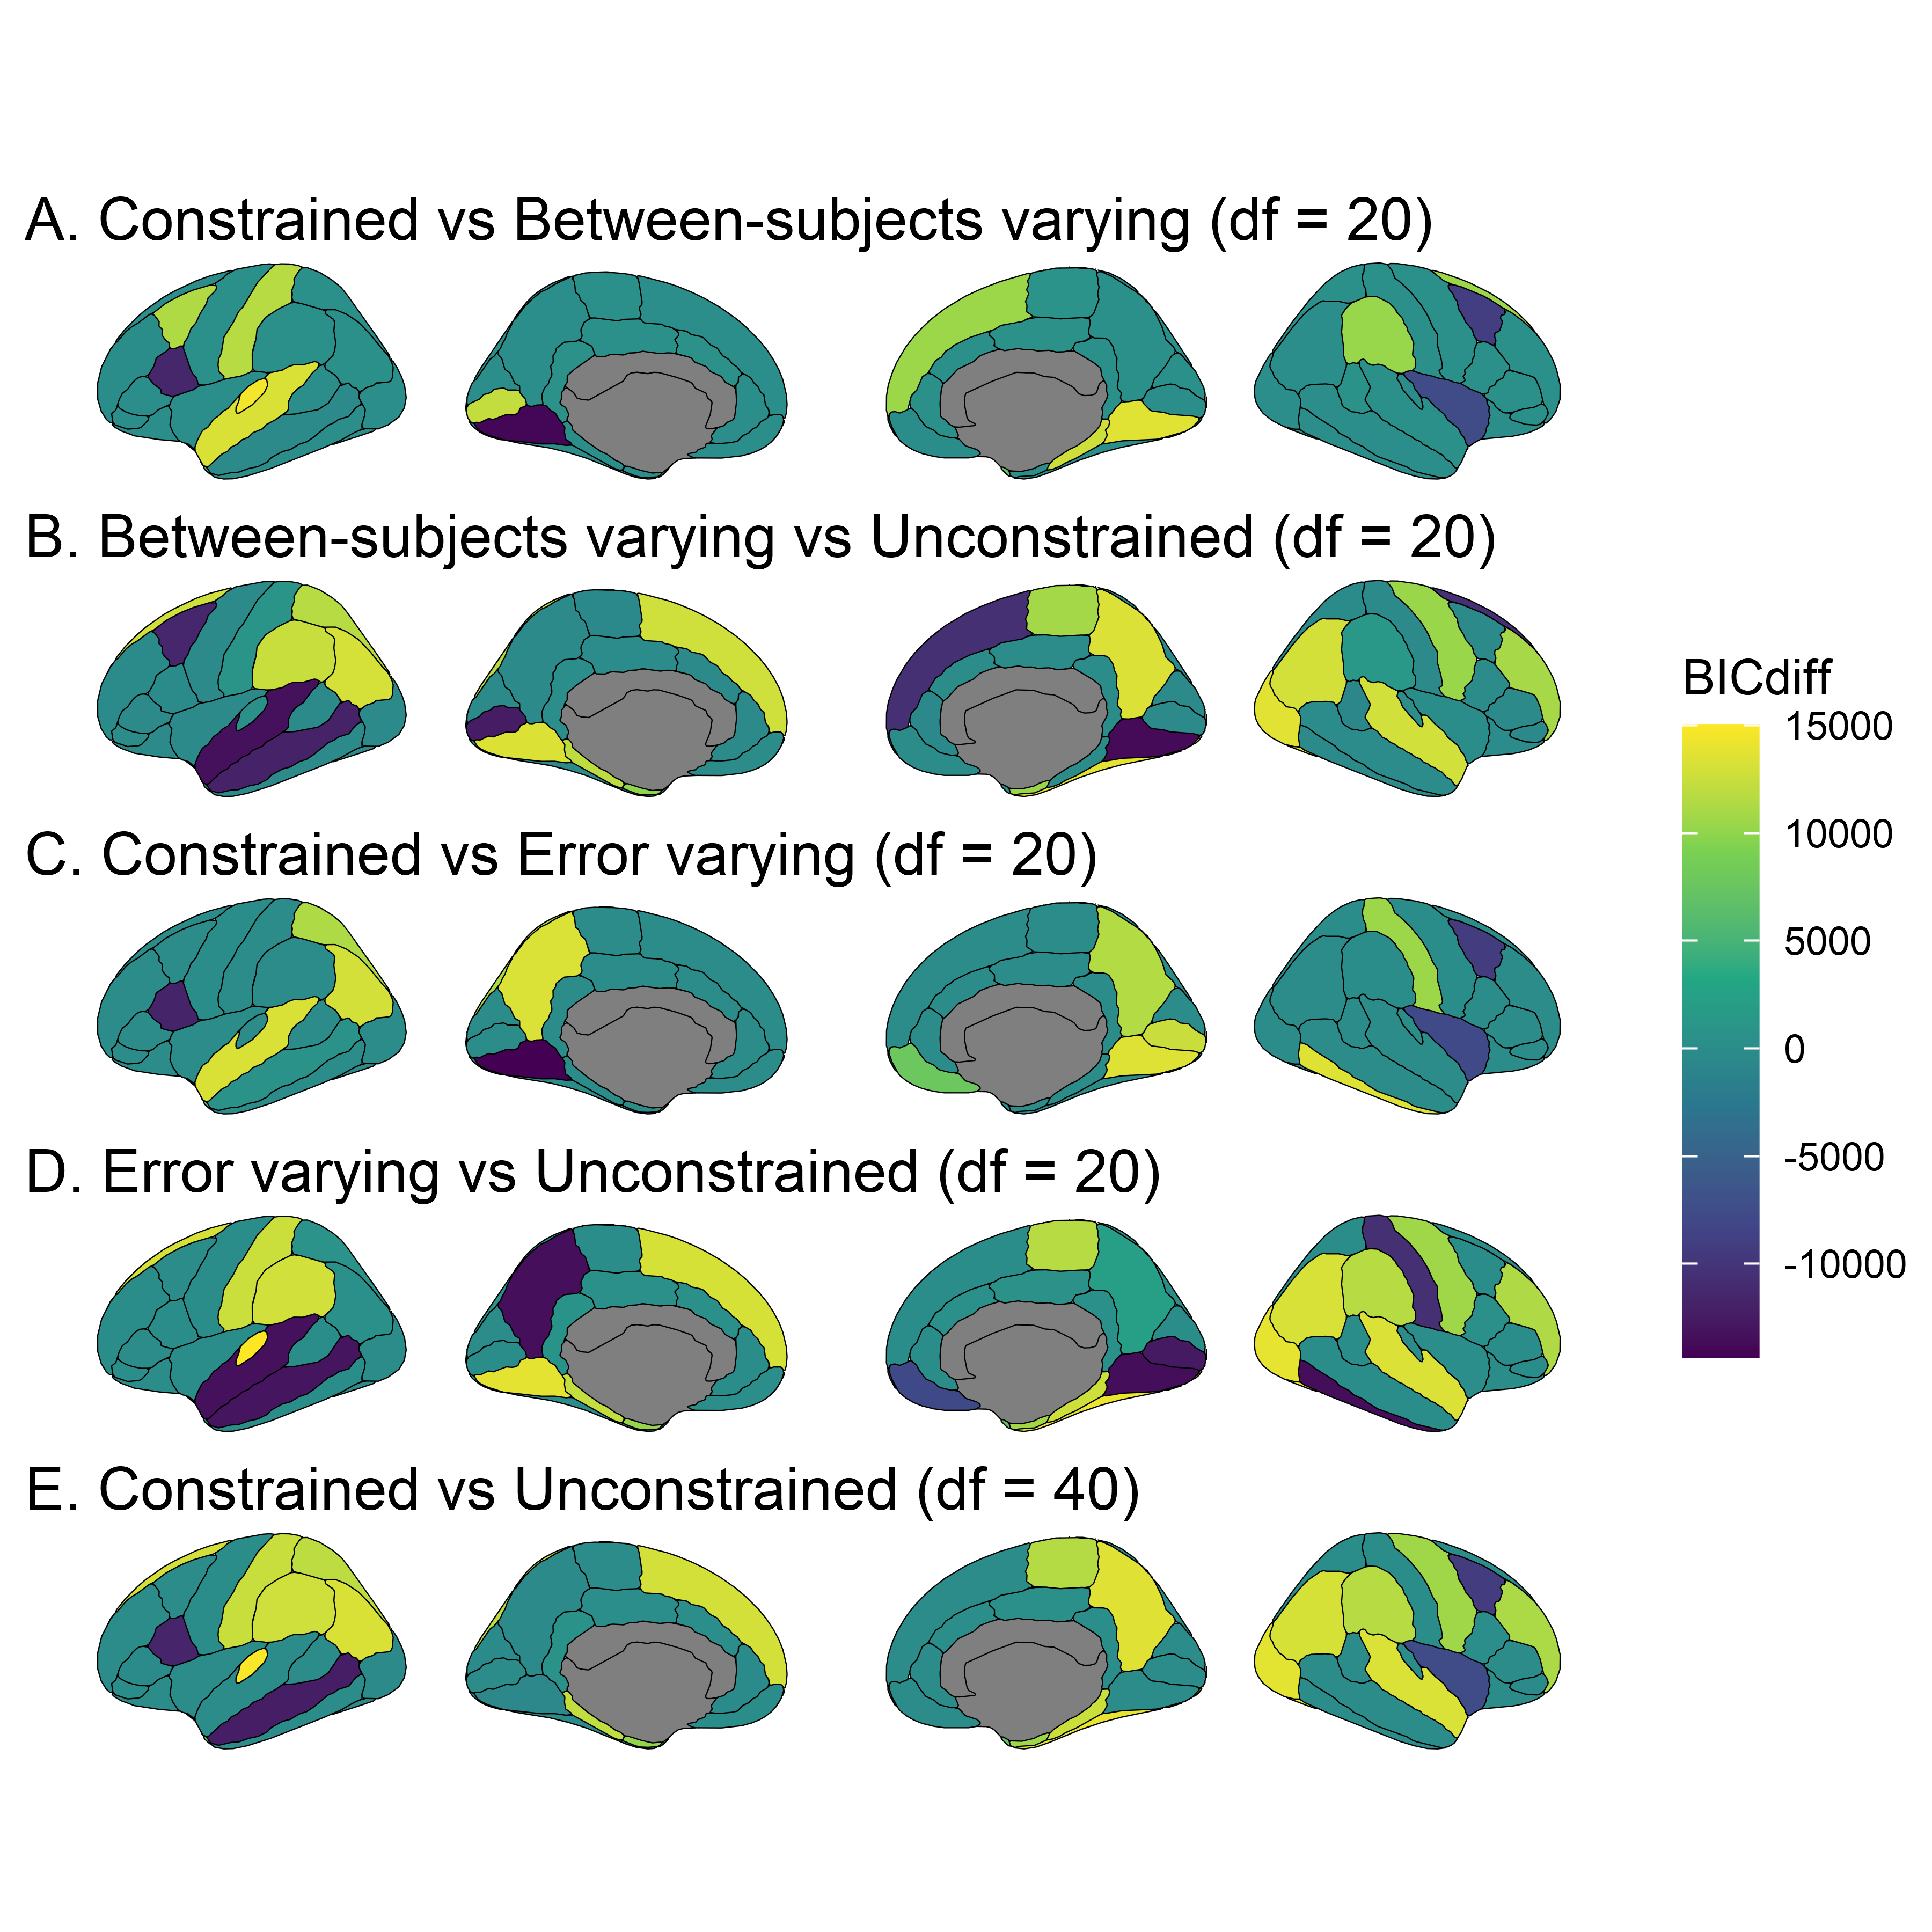 A. Constrained vs Between-subjects varying (df = 20)
B. Between-subjects varying vs Unconstrained (df = 20)
C. Constrained vs Error varying (df = 20)
D. Error varying vs Unconstrained (df = 20)
E. Constrained vs Unconstrained (df = 40)
BICdiff
15000
10000
5000
0
-5000
-10000